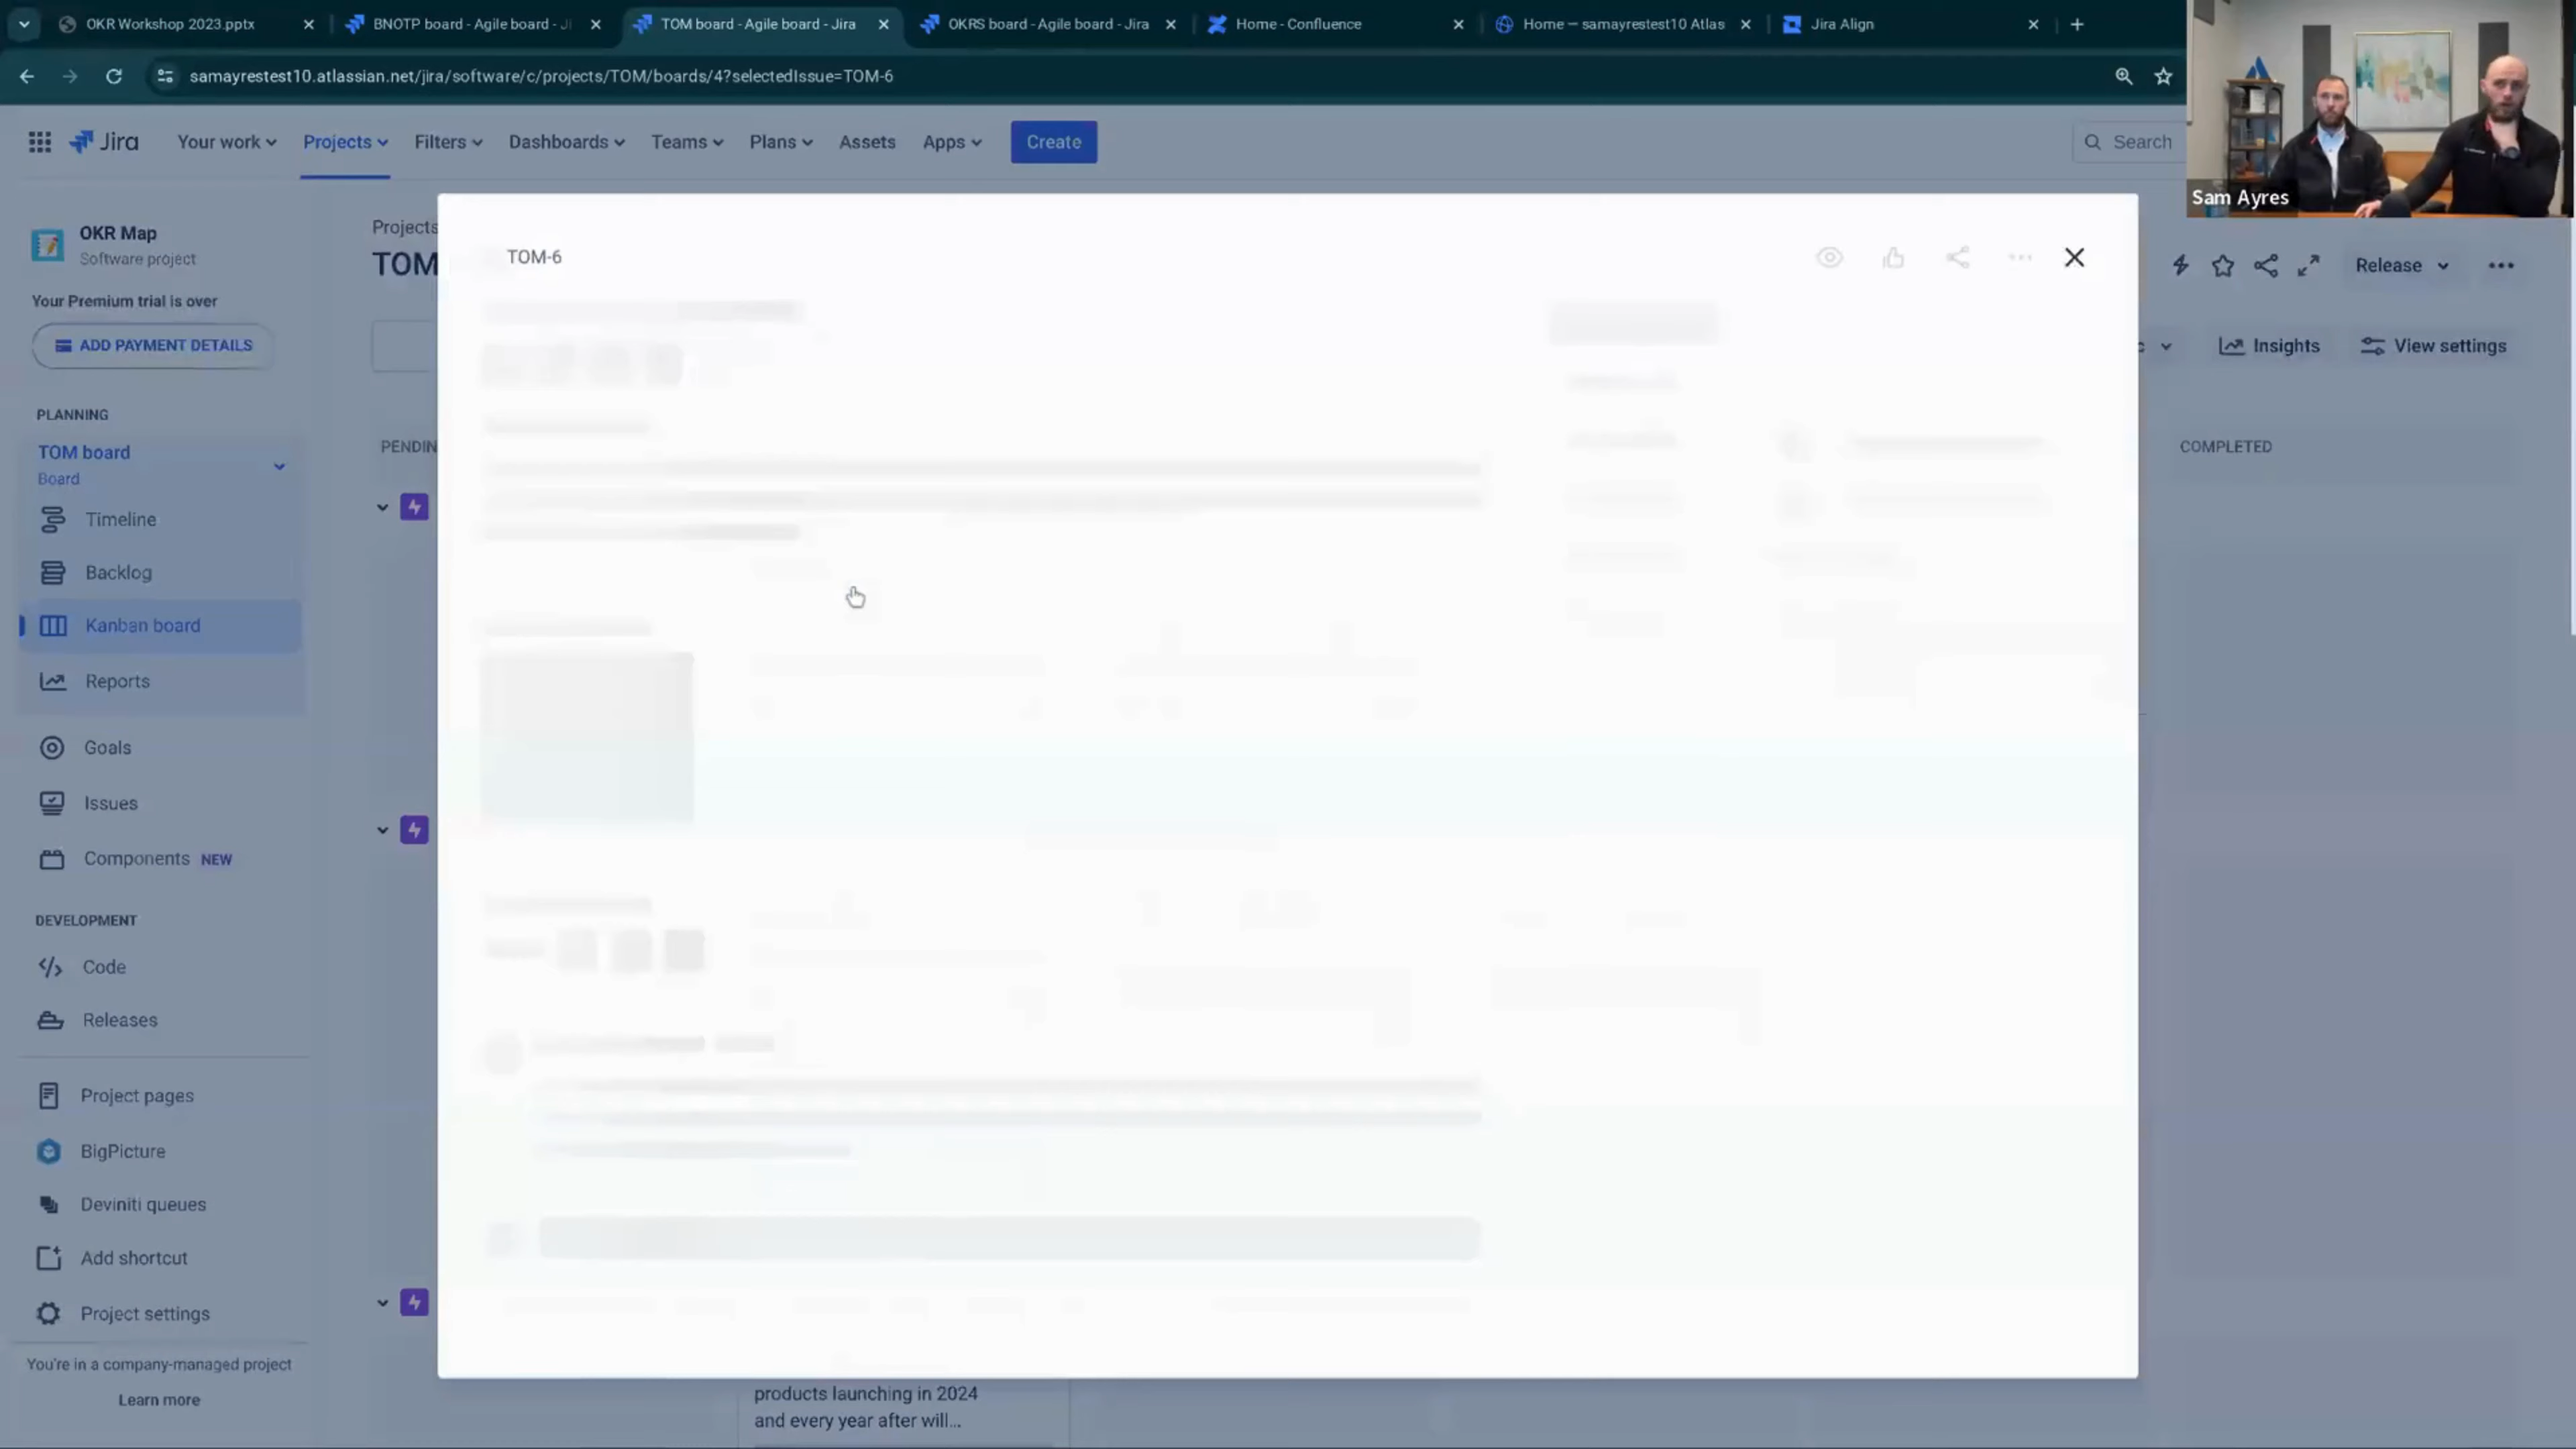 OKR Workshop 2023.pptx
BNOTP board - Agile board - Ji
TOM board - Agile board - Jira
OKRS board - Agile board - Jira
Home - Confluence
Home — samayrestest10 Atlas
Jira Align
samayrestest10.atlassian.net/jira/software/c/projects/TOM/boards/4?selectedIssue=TOM-6
Jira
Your work
Projects
Filters
Dashboards
Teams
Plans
Assets
Apps
Create
Search
Sam Ayres
OKR Map
Software project
Your Premium trial is over
ADD PAYMENT DETAILS
PLANNING
TOM board
Board
Timeline
Backlog
Kanban board
Reports
Goals
Issues
Components NEW
DEVELOPMENT
Code
Releases
Project pages
BigPicture
Deviniti queues
Add shortcut
Project settings
You're in a company-managed project
Learn more
Projects
TOM
PENDIN
TOM-6
Release
Insights
View settings
COMPLETED
products launching in 2024
and every year after will...